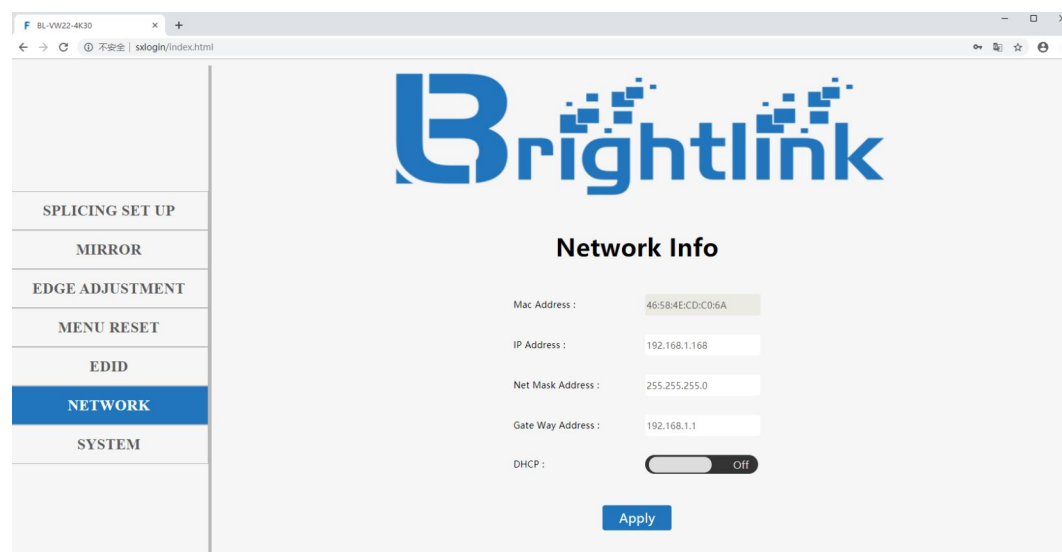 BL-VW22-4K30
不安全 | sxlogin/index.html
Brightlink
SPLICING SET UP
MIRROR
EDGE ADJUSTMENT
MENU RESET
EDID
NETWORK
SYSTEM
Network Info
Mac Address : 46:58:4E:CD:C0:6A
IP Address : 192.168.1.168
Net Mask Address : 255.255.255.0
Gate Way Address : 192.168.1.1
DHCP : Off
Apply